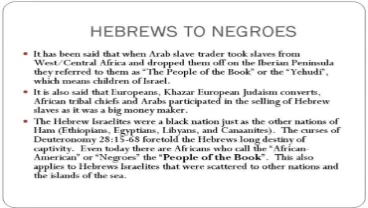 HEBREWS TO NEGROES
It has been said that when Arab slave trader took slaves from
West/Central Africa and dropped them off on the Iberian Peninsula
they referred to them as "The People of the Book" or the "Yehudi",
which means children of Israel.
It is also said that Europeans, Khazar European Judaism converts,
African tribal chiefs and Arabs participated in the selling of Hebrew
slaves as it was a big money maker.
The Hebrew Israelites were a black nation just as the other nations of
Ham (Ethiopians, Egyptians, Libyans, and Canaanites). The curses of
Deuteronomy 28:15-68 foretold the Hebrews long destiny of
captivity. Even today there are Africans who call the "African-
American" or "Negroes" the "People of the Book". This also
applies to Hebrews Israelites that were scattered to other nations and
the islands of the sea.